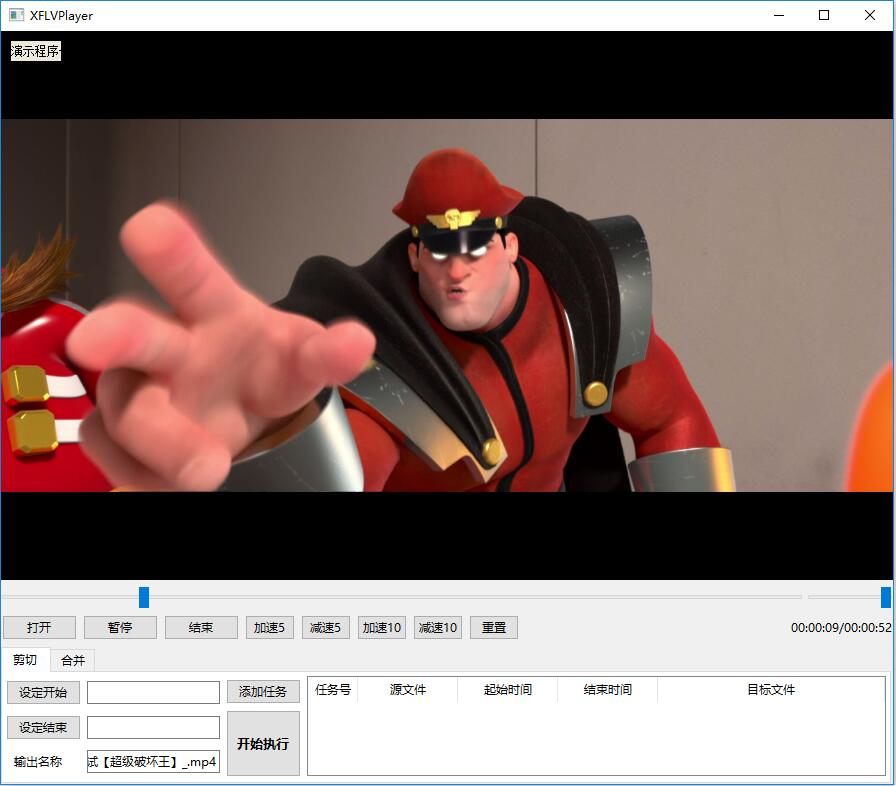 XFLVPlayer
演示程序
打开 暂停 结束 加速5 减速5 加速10 减速10 重置 00:00:09/00:00:52
剪切 合并
设定开始 添加任务 任务号 源文件 起始时间 结束时间 目标文件
设定结束 开始执行
输出名称 试【超级破坏王】_.mp4